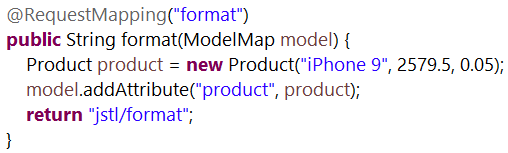 @RequestMapping("format")
public String format(ModelMap model) {
Product product = new Product("iPhone 9", 2579.5, 0.05);
model.addAttribute("product", product);
return "jstl/format";
}